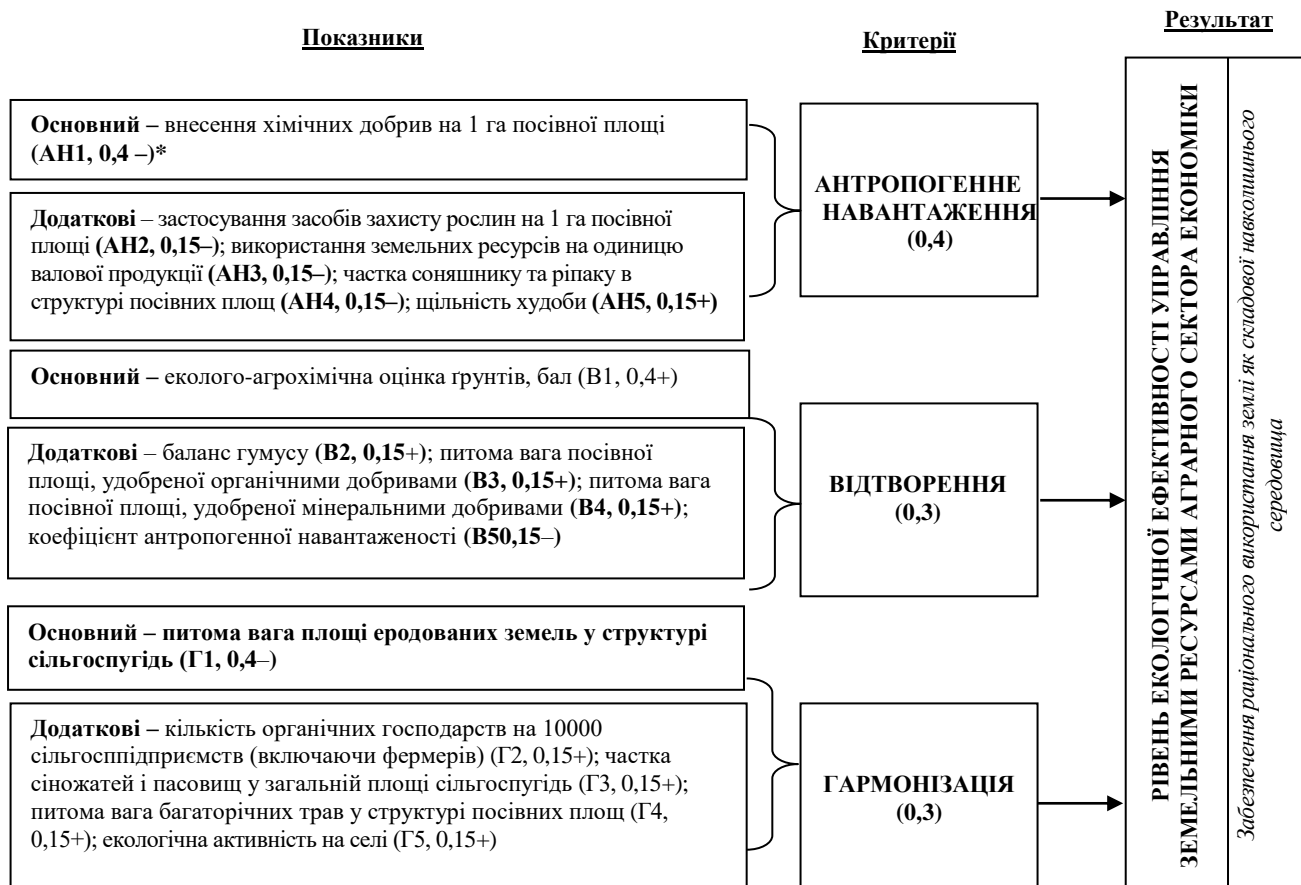 Показники
Критерії
Результат
Основний – внесення хімічних добрив на 1 га посівної площі
(АН1, 0,4 –)*
Додаткові – застосування засобів захисту рослин на 1 га посівної
площі (АН2, 0,15–); використання земельних ресурсів на одиницю
валової продукції (АН3, 0,15–); частка соняшнику та ріпаку в
структурі посівних площ (АН4, 0,15–); щільність худоби (АН5, 0,15+)
АНТРОПОГЕННЕ
НАВАНТАЖЕННЯ
(0,4)
Основний – еколого-агрохімічна оцінка ґрунтів, бал (В1, 0,4+)
Додаткові – баланс гумусу (В2, 0,15+); питома вага посівної
площі, удобреної органічними добривами (В3, 0,15+); питома вага
посівної площі, удобреної мінеральними добривами (В4, 0,15+);
коефіцієнт антропогенної навантаженості (В50,15–)
ВІДТВОРЕННЯ
(0,3)
Основний – питома вага площі еродованих земель у структурі
сільгоспугідь (Г1, 0,4–)
Додаткові – кількість органічних господарств на 10000
сільгосппідприємств (включаючи фермерів) (Г2, 0,15+); частка
сіножатей і пасовищ у загальній площі сільгоспугідь (Г3, 0,15+);
питома вага багаторічних трав у структурі посівних площ (Г4,
0,15+); екологічна активність на селі (Г5, 0,15+)
ГАРМОНІЗАЦІЯ
(0,3)
РІВЕНЬ ЕКОЛОГІЧНОЇ ЕФЕКТИВНОСТІ УПРАВЛІННЯ
ЗЕМЕЛЬНИМИ РЕСУРСАМИ АГРАРНОГО СЕКТОРА ЕКОНОМІКИ
Забезпечення раціонального використання землі як складової навколишнього
середовища